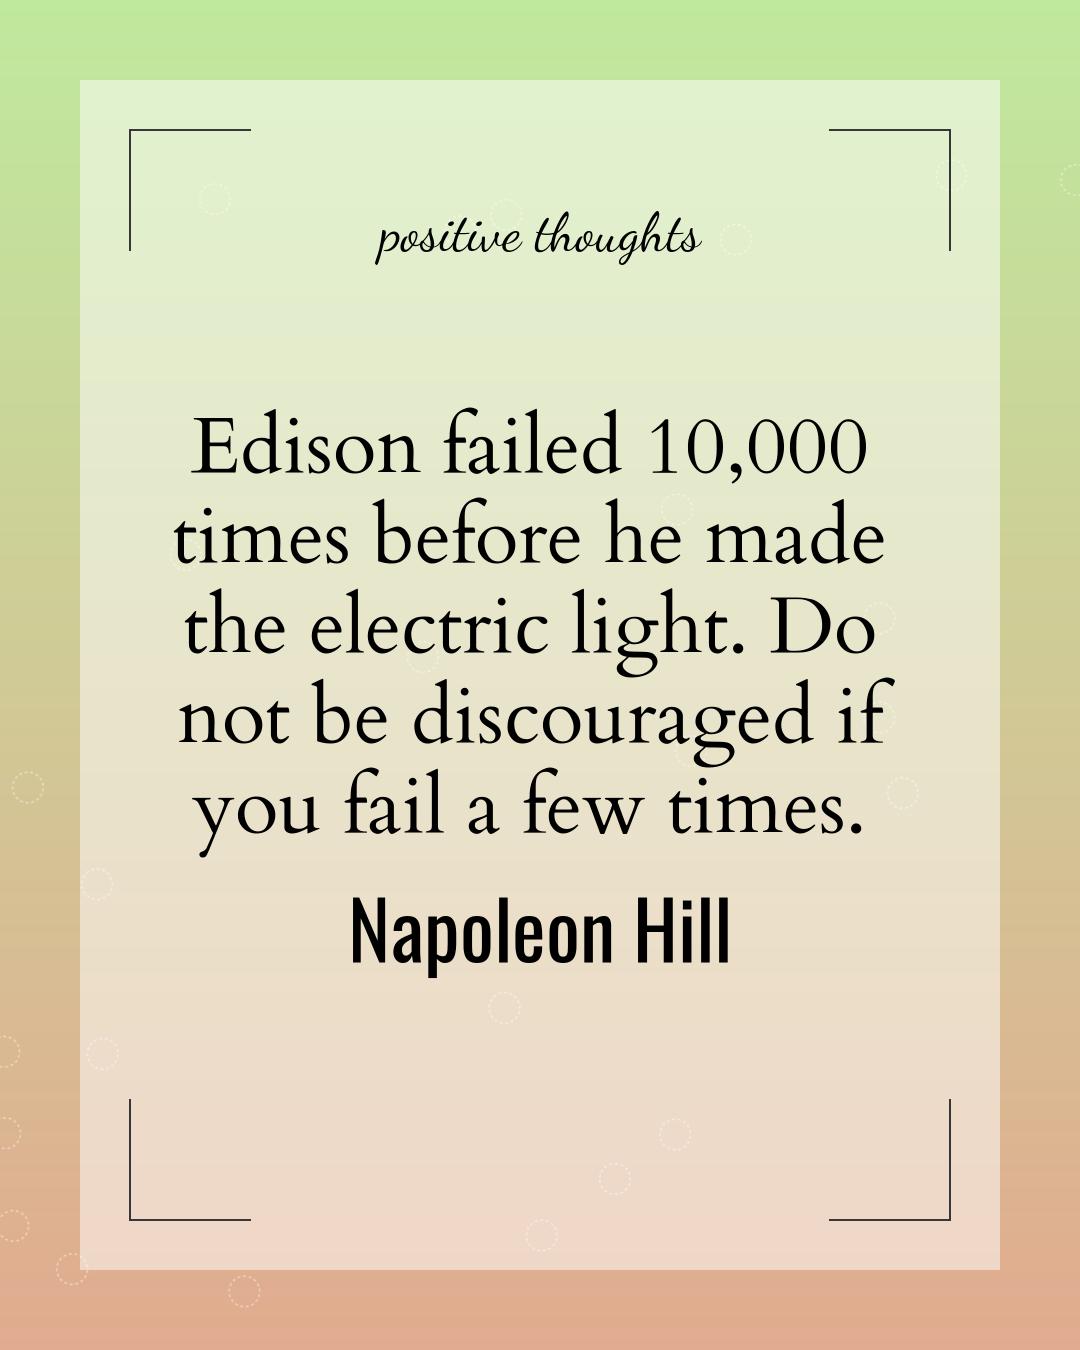 positive thoughts
Edison failed 10,000
times before he made
the electric light. Do
not be discouraged if
you fail a few times.
Napoleon Hill